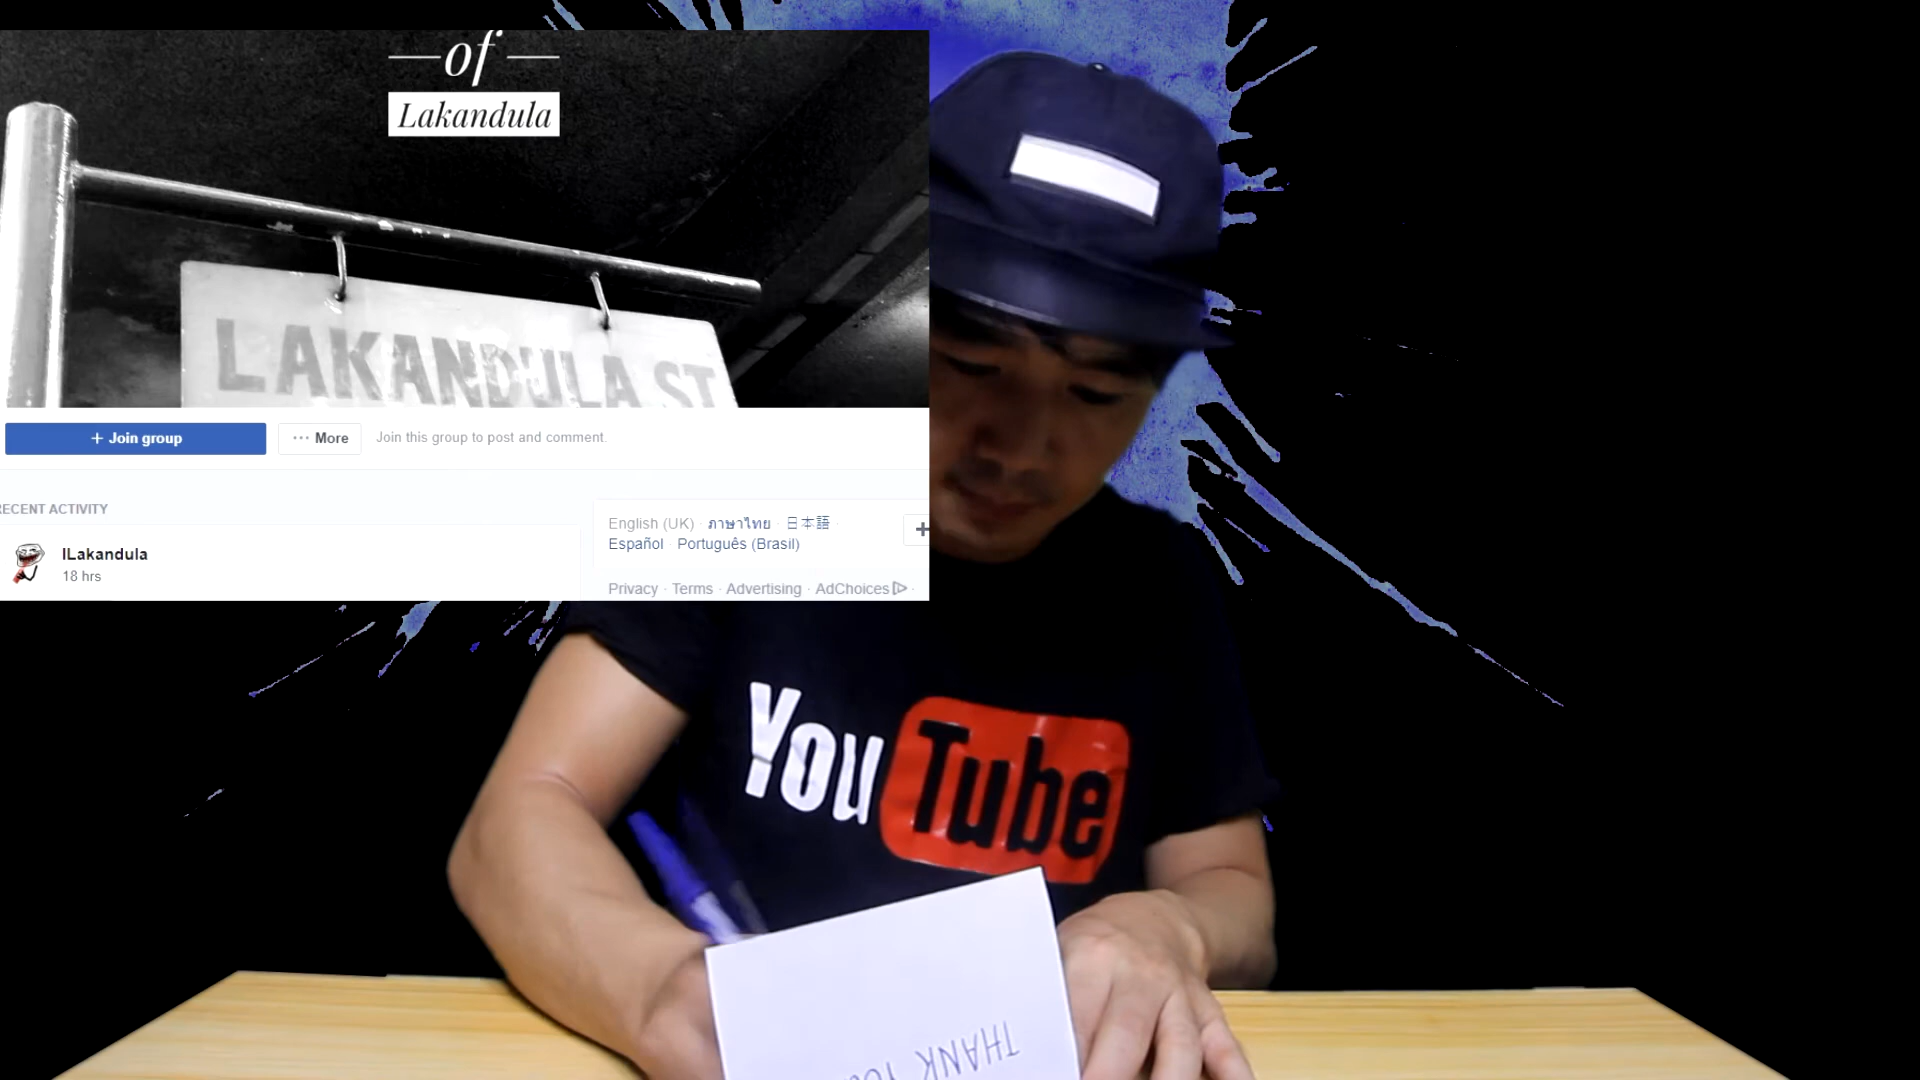 of
Lakandula
LAKANDULA ST
+ Join group
··· More
Join this group to post and comment.
RECENT ACTIVITY
lLakandula
18 hrs
English (UK) · ภาษาไทย · 日本語 ·
Español · Português (Brasil)
+
Privacy · Terms · Advertising · AdChoices ·
YouTube
THANK YOU